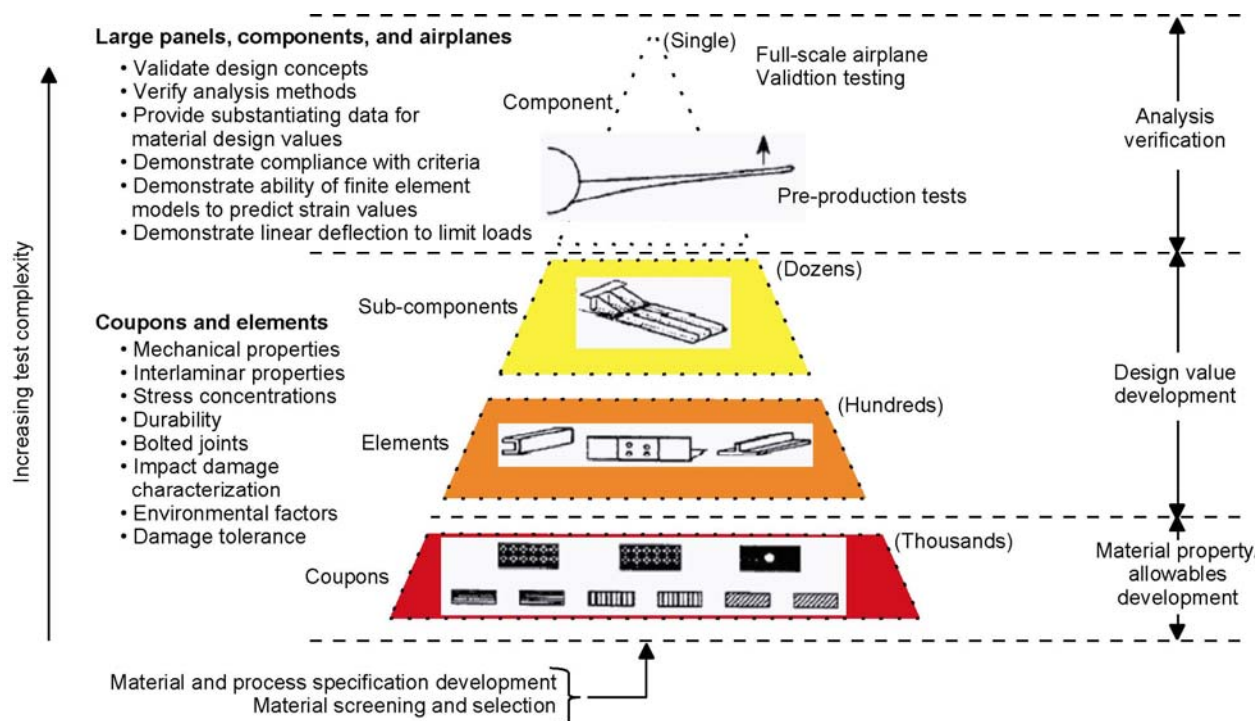 Large panels, components, and airplanes
• Validate design concepts
• Verify analysis methods
• Provide substantiating data for
material design values
• Demonstrate compliance with criteria
• Demonstrate ability of finite element
models to predict strain values
• Demonstrate linear deflection to limit loads
Coupons and elements
• Mechanical properties
• Interlaminar properties
• Stress concentrations
• Durability
• Bolted joints
• Impact damage
characterization
• Environmental factors
• Damage tolerance
Increasing test complexity
(Single)
Full-scale airplane
Validtion testing
Component
Pre-production tests
(Dozens)
Sub-components
(Hundreds)
Elements
(Thousands)
Coupons
Analysis
verification
Design value
development
Material property,
allowables
development
Material and process specification development
Material screening and selection